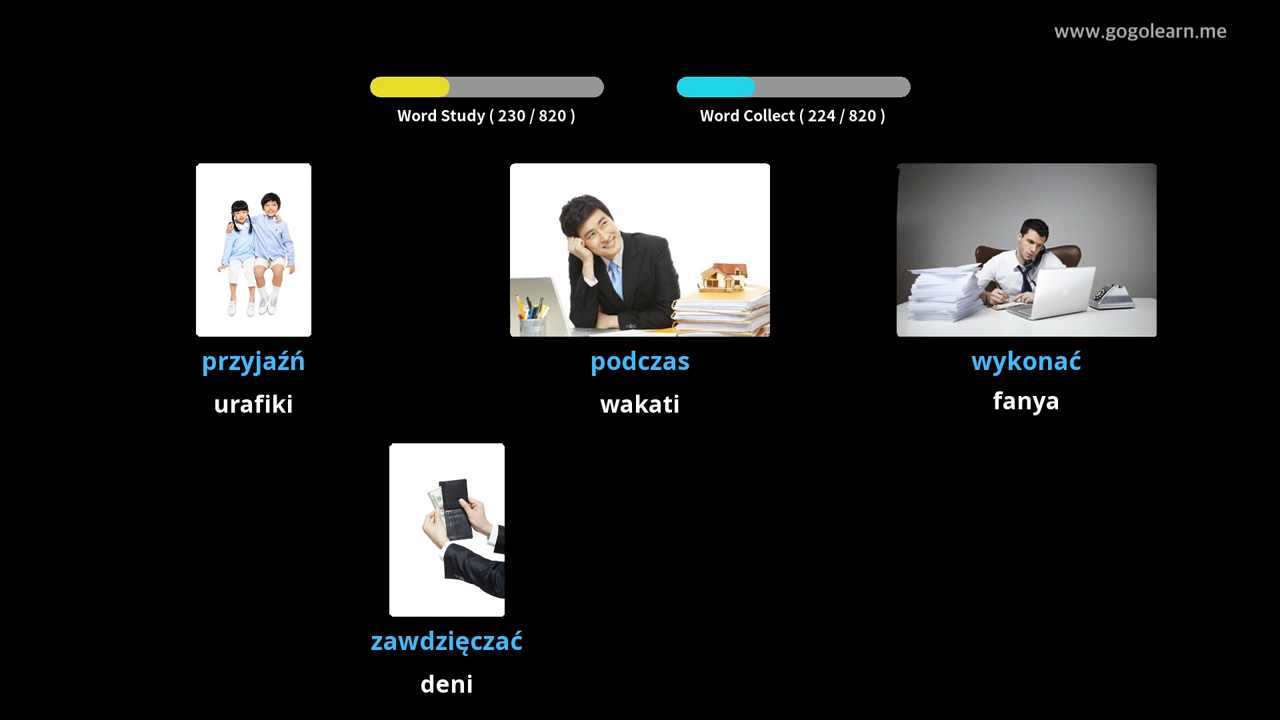 www.gogolearn.me
Word Study ( 230 / 820 )
Word Collect ( 224 / 820 )
przyjaźń
urafiki
podczas
wakati
wykonać
fanya
zawdzięczać
deni